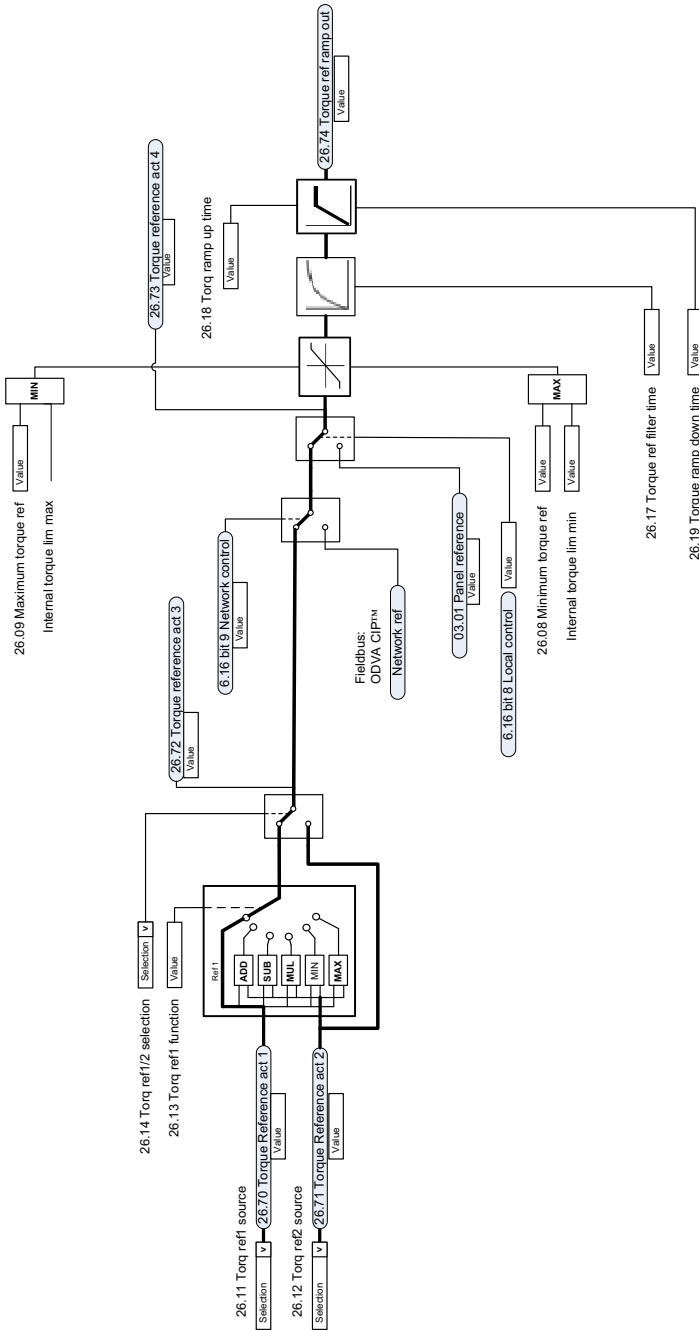 26.11 Torq ref1 source
Selection v
26.70 Torque Reference act 1
Value
26.12 Torq ref2 source
Selection v
26.71 Torque Reference act 2
Value
26.14 Torq ref1/2 selection
Selection v
26.13 Torq ref1 function
Value
Ref1
ADD
SUB
MUL
MIN
MAX
26.72 Torque reference act 3
Value
6.16 bit 9 Network control
Value
Fieldbus:
ODVA CIP™
Network ref
03.01 Panel reference
Value
6.16 bit 8 Local control
Value
26.09 Maximum torque ref
Value
Internal torque lim max
MIN
26.73 Torque reference act 4
Value
26.08 Minimum torque ref
Value
Internal torque lim min
MAX
26.18 Torq ramp up time
Value
26.74 Torque ref ramp out
Value
26.17 Torque ref filter time
Value
26.19 Torque ramp down time
Value